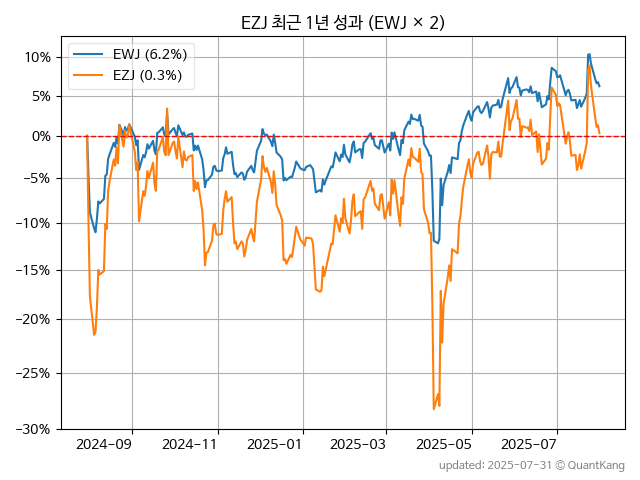 EZJ 최근 1년 성과 (EWJ × 2)
EWJ (6.2%)
EZJ (0.3%)
10%
5%
0%
-5%
-10%
-15%
-20%
-25%
-30%
2024-09 2024-11 2025-01 2025-03 2025-05 2025-07
updated: 2025-07-31 © QuantKang